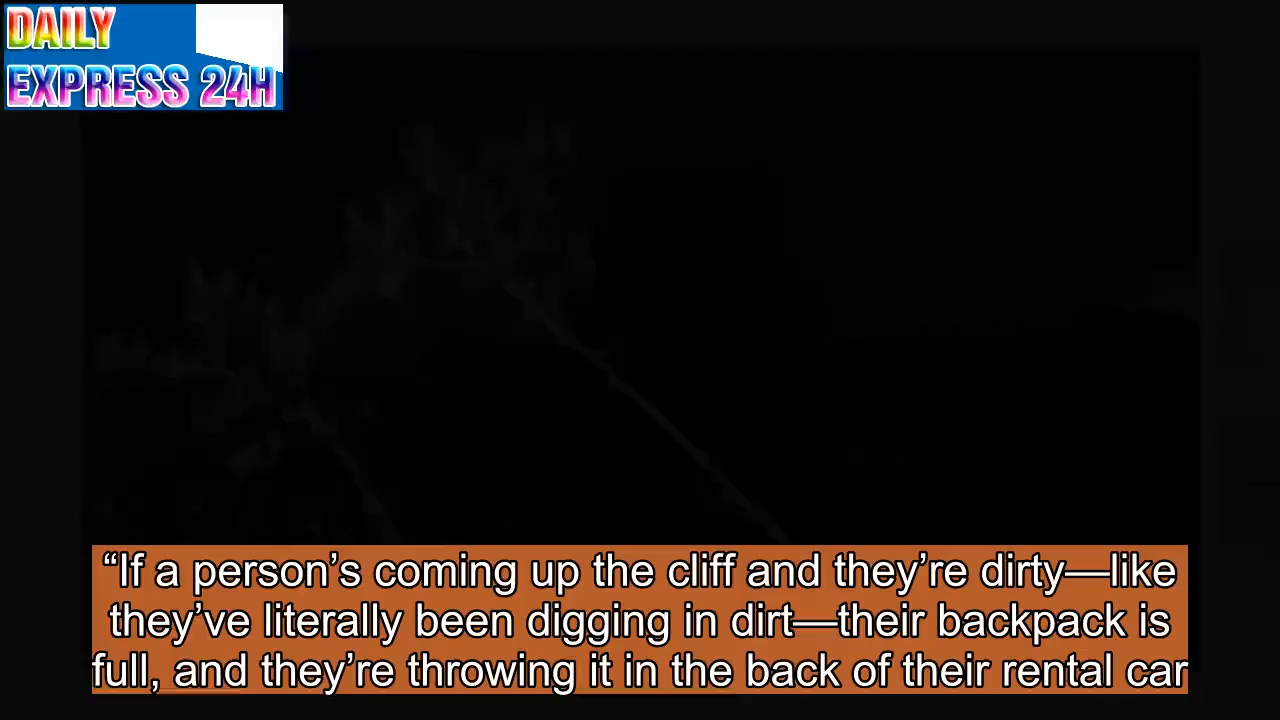 DAILY
EXPRESS 24H
“If a person’s coming up the cliff and they’re dirty—like
they’ve literally been digging in dirt—their backpack is
full, and they’re throwing it in the back of their rental car